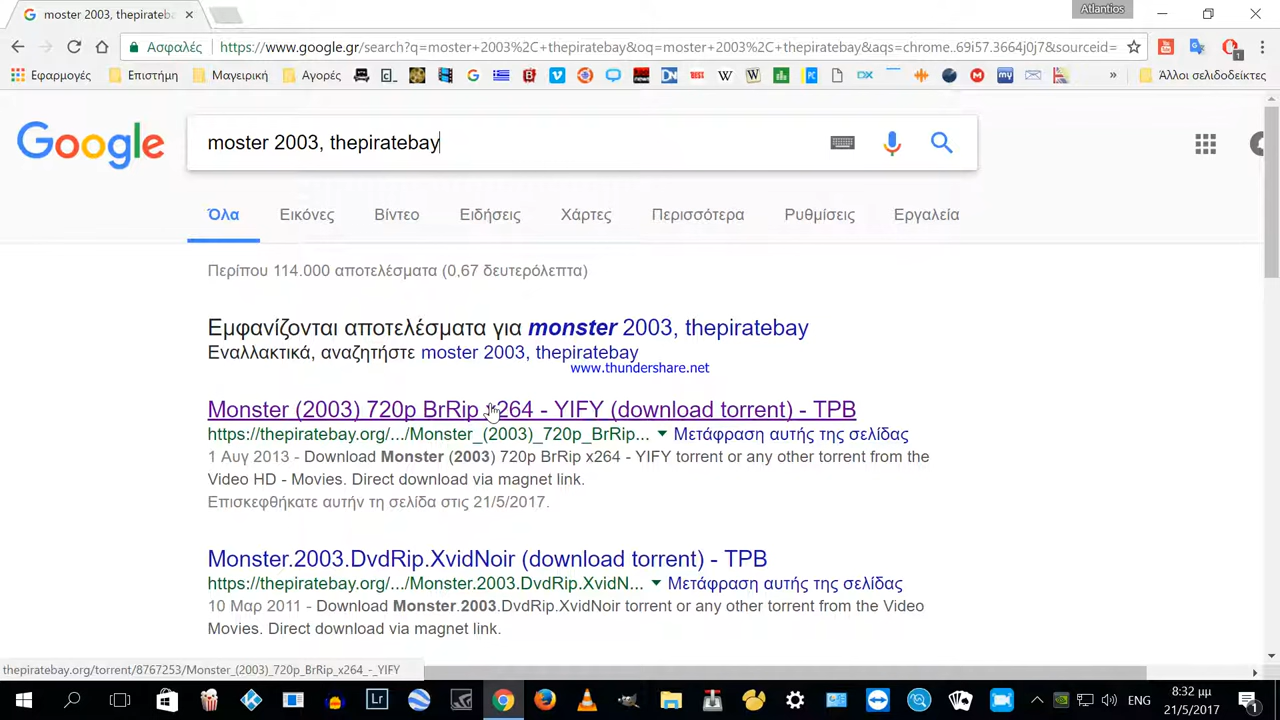 moster 2003, thepirateba
Atlantios
Ασφαλές
https://www.google.gr/search?q=moster+2003%2C+thepiratebay&oq=moster+2003%2C+thepiratebay&aqs=chrome..69i57.3664j0j7&sourceid=
Εφαρμογές Επιστήμη Μαγειρική Αγορές » Άλλοι σελιδοδείκτες
Google
moster 2003, thepiratebay
Όλα Εικόνες Βίντεο Ειδήσεις Χάρτες Περισσότερα Ρυθμίσεις Εργαλεία
Περίπου 114.000 αποτελέσματα (0,67 δευτερόλεπτα)
Εμφανίζονται αποτελέσματα για monster 2003, thepiratebay
Εναλλακτικά, αναζητήστε moster 2003, thepiratebay
www.thundershare.net
Monster (2003) 720p BrRip x264 - YIFY (download torrent) - TPB
https://thepiratebay.org/.../Monster_(2003)_720p_BrRip... Μετάφραση αυτής της σελίδας
1 Αυγ 2013 - Download Monster (2003) 720p BrRip x264 - YIFY torrent or any other torrent from the
Video HD - Movies. Direct download via magnet link.
Επισκεφθήκατε αυτήν τη σελίδα στις 21/5/2017.
Monster.2003.DvdRip.XvidNoir (download torrent) - TPB
https://thepiratebay.org/.../Monster.2003.DvdRip.XvidN... Μετάφραση αυτής της σελίδας
10 Μαρ 2011 - Download Monster.2003.DvdRip.XvidNoir torrent or any other torrent from the Video
Movies. Direct download via magnet link.
thepiratebay.org/torrent/8767253/Monster_(2003)_720p_BrRip_x264_-_YIFY
ENG
8:32 μμ
21/5/2017